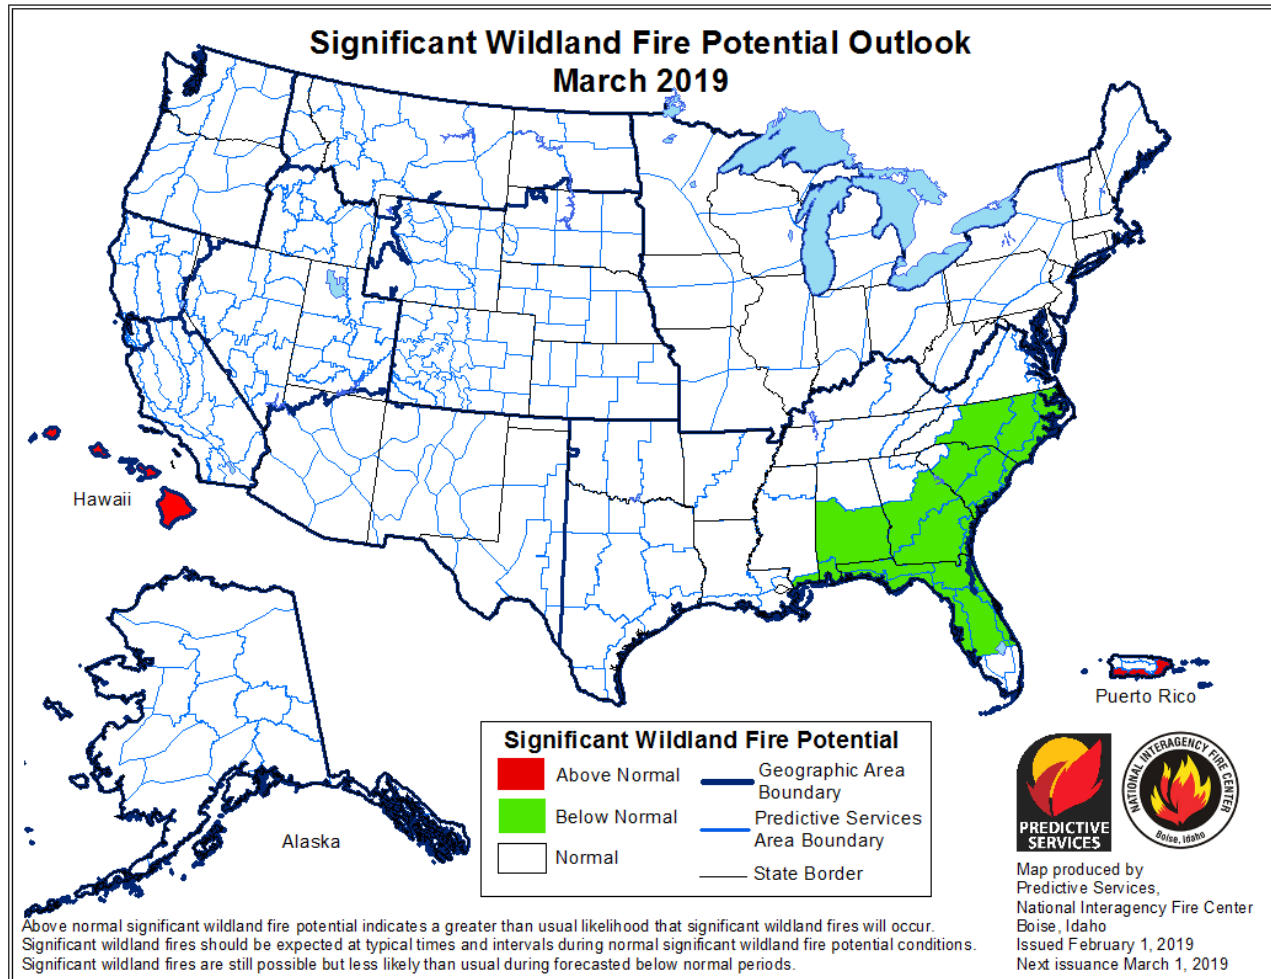 Significant Wildland Fire Potential Outlook
March 2019
Hawaii
Alaska
Puerto Rico
Significant Wildland Fire Potential
Above Normal
Below Normal
Normal
Geographic Area
Boundary
Predictive Services
Area Boundary
State Border
PREDICTIVE
SERVICES
NATIONAL INTERAGENCY FIRE CENTER
Boise, Idaho
Map produced by
Predictive Services,
National Interagency Fire Center
Boise, Idaho
Issued February 1, 2019
Next issuance March 1, 2019
Above normal significant wildland fire potential indicates a greater than usual likelihood that significant wildland fires will occur.
Significant wildland fires should be expected at typical times and intervals during normal significant wildland fire potential conditions.
Significant wildland fires are still possible but less likely than usual during forecasted below normal periods.